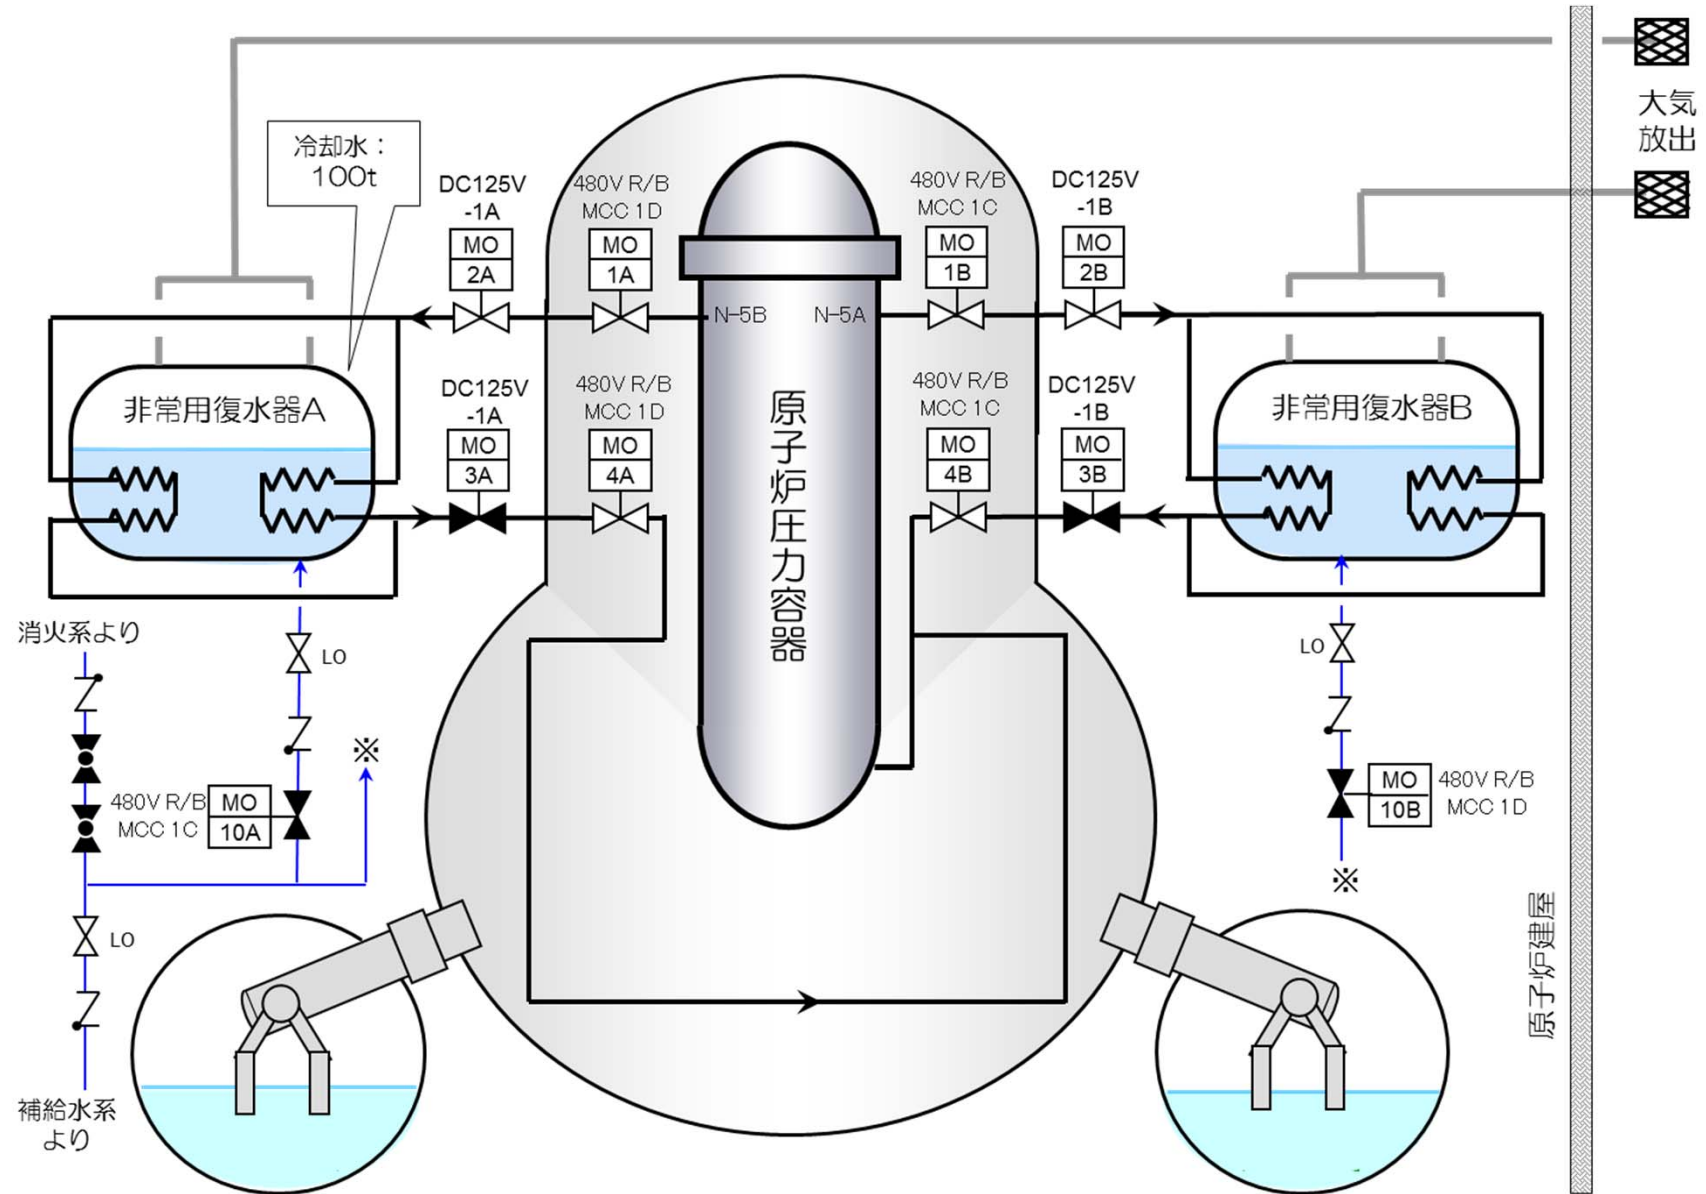 大気
放出
冷却水：
100t
DC125V
-1A
480V R/B
MCC 1D
480V R/B
MCC 1C
DC125V
-1B
MO
2A
MO
1A
MO
1B
MO
2B
N-5B
N-5A
非常用復水器A
DC125V
-1A
480V R/B
MCC 1D
480V R/B
MCC 1C
DC125V
-1B
非常用復水器B
MO
3A
MO
4A
MO
4B
MO
3B
原子炉圧力容器
消火系より
LO
LO
※
480V R/B
MCC 1C
MO
10A
MO
10B
480V R/B
MCC 1D
※
LO
原子炉建屋
補給水系
より